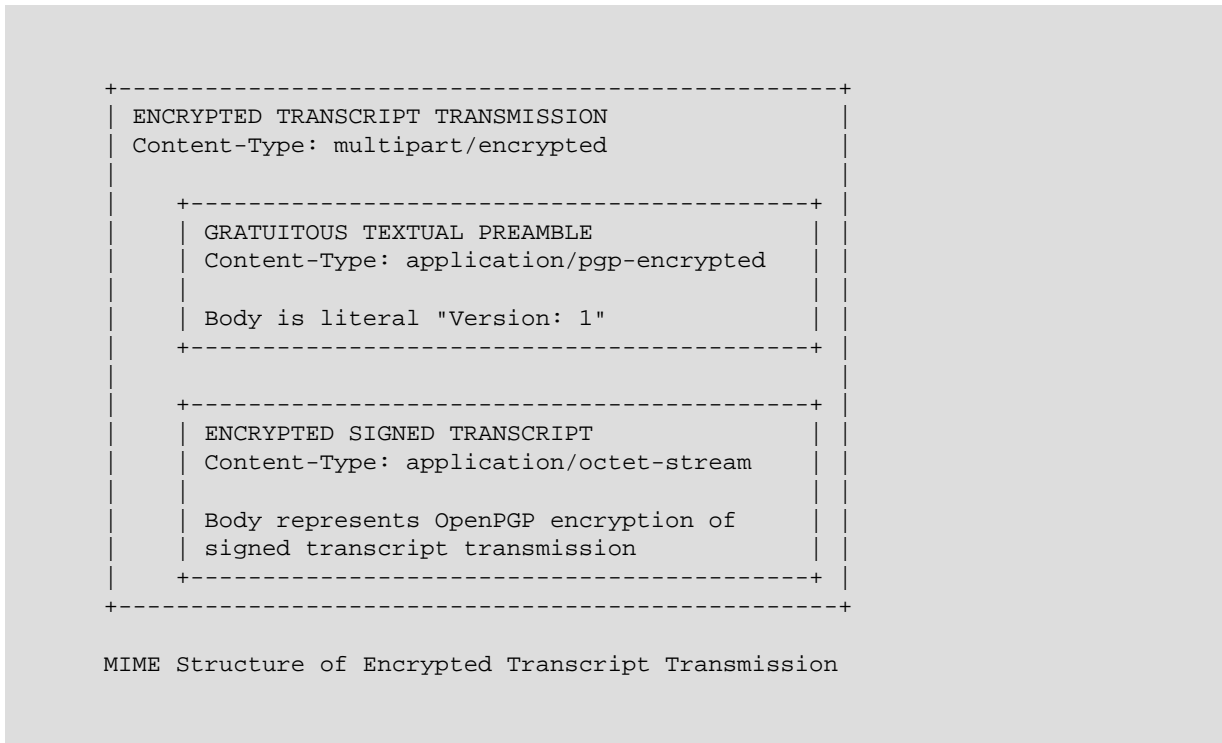 +--------------------------------------------------+
| ENCRYPTED TRANSCRIPT TRANSMISSION                |
| Content-Type: multipart/encrypted                |
|                                                  |
|    +-------------------------------------------+ |
|    | GRATUITOUS TEXTUAL PREAMBLE               | |
|    | Content-Type: application/pgp-encrypted   | |
|    |                                           | |
|    | Body is literal "Version: 1"              | |
|    +-------------------------------------------+ |
|                                                  |
|    +-------------------------------------------+ |
|    | ENCRYPTED SIGNED TRANSCRIPT               | |
|    | Content-Type: application/octet-stream    | |
|    |                                           | |
|    | Body represents OpenPGP encryption of     | |
|    | signed transcript transmission            | |
|    +-------------------------------------------+ |
+--------------------------------------------------+
MIME Structure of Encrypted Transcript Transmission